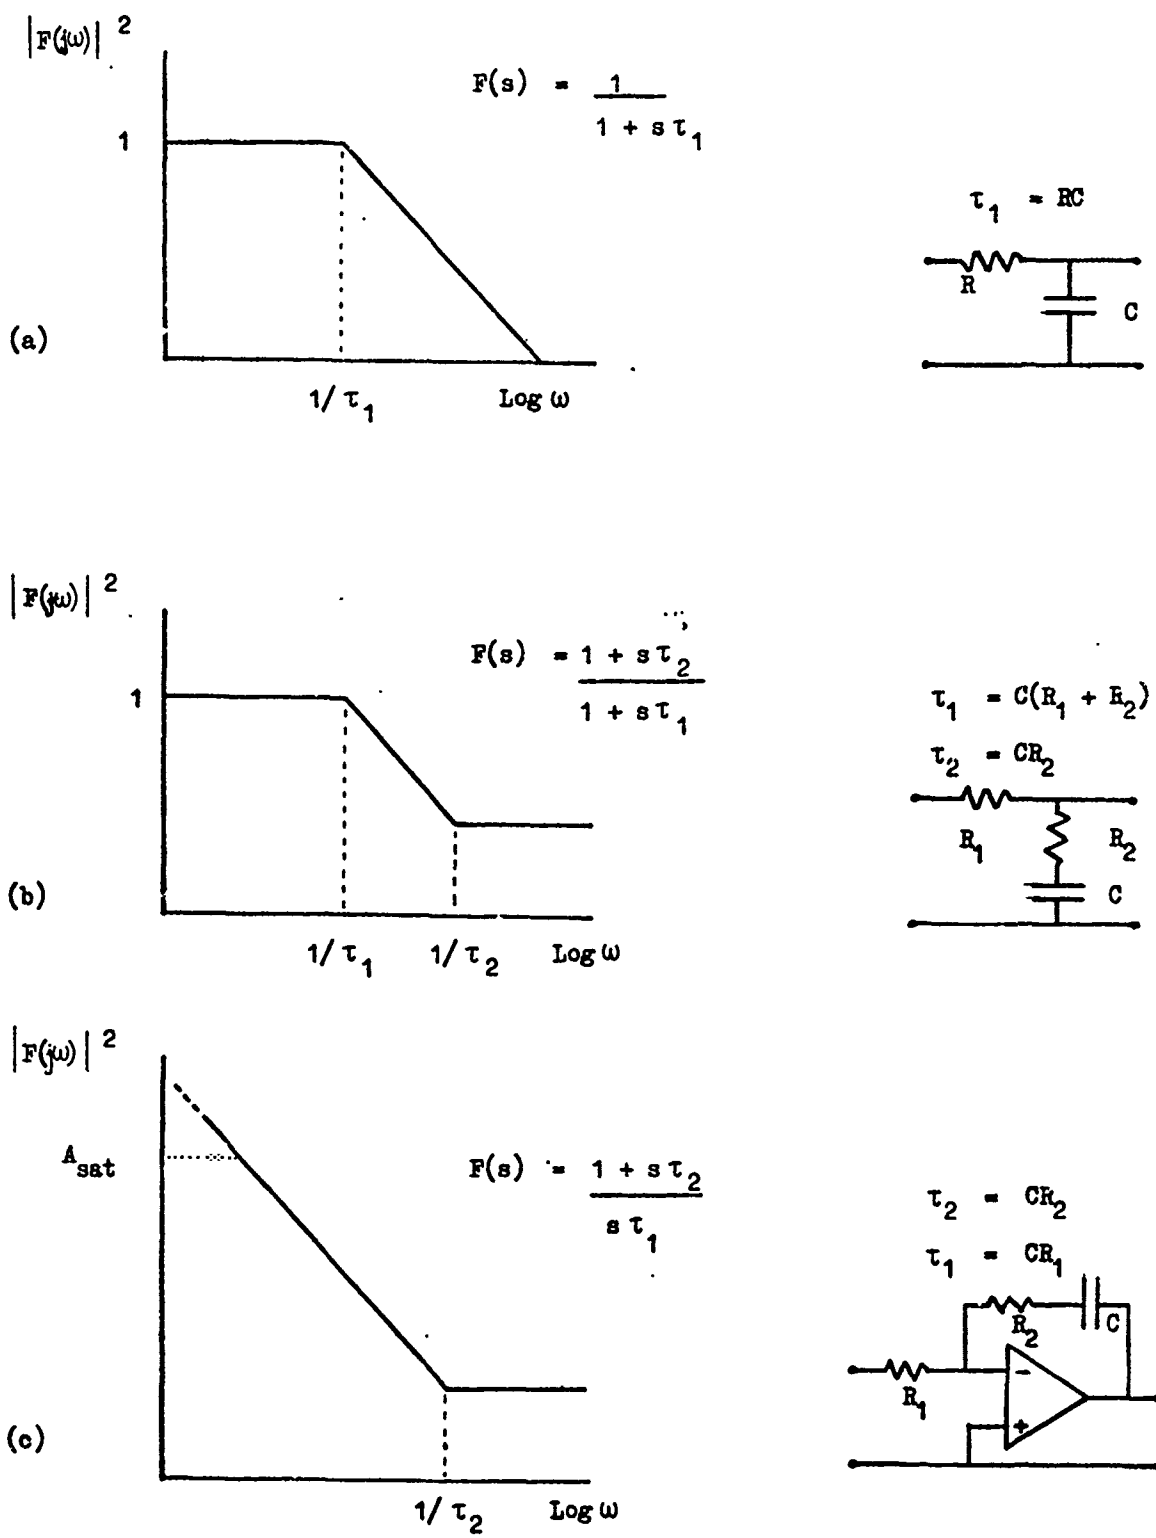 |F(jω)| 2
F(s) = 1
1 + sτ1
1
τ1 = RC
R
C
(a)
1/τ1
Log ω
|F(jω)| 2
F(s) = 1 + sτ2
1 + sτ1
1
τ1 = C(R1 + R2)
τ2 = CR2
R1
R2
C
(b)
1/τ1
1/τ2
Log ω
|F(jω)| 2
Asat
F(s) = 1 + sτ2
sτ1
τ2 = CR2
τ1 = CR1
R2
C
R1
-
+
(c)
1/τ2
Log ω